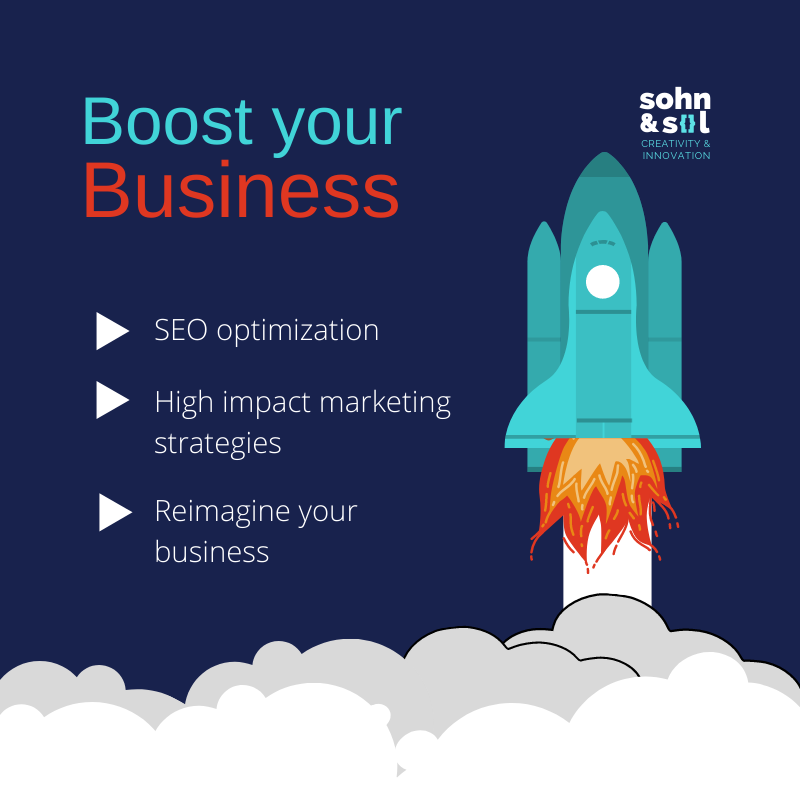 Boost your
Business
sohn
& s{}l
CREATIVITY &
INNOVATION
SEO optimization
High impact marketing
strategies
Reimagine your
business